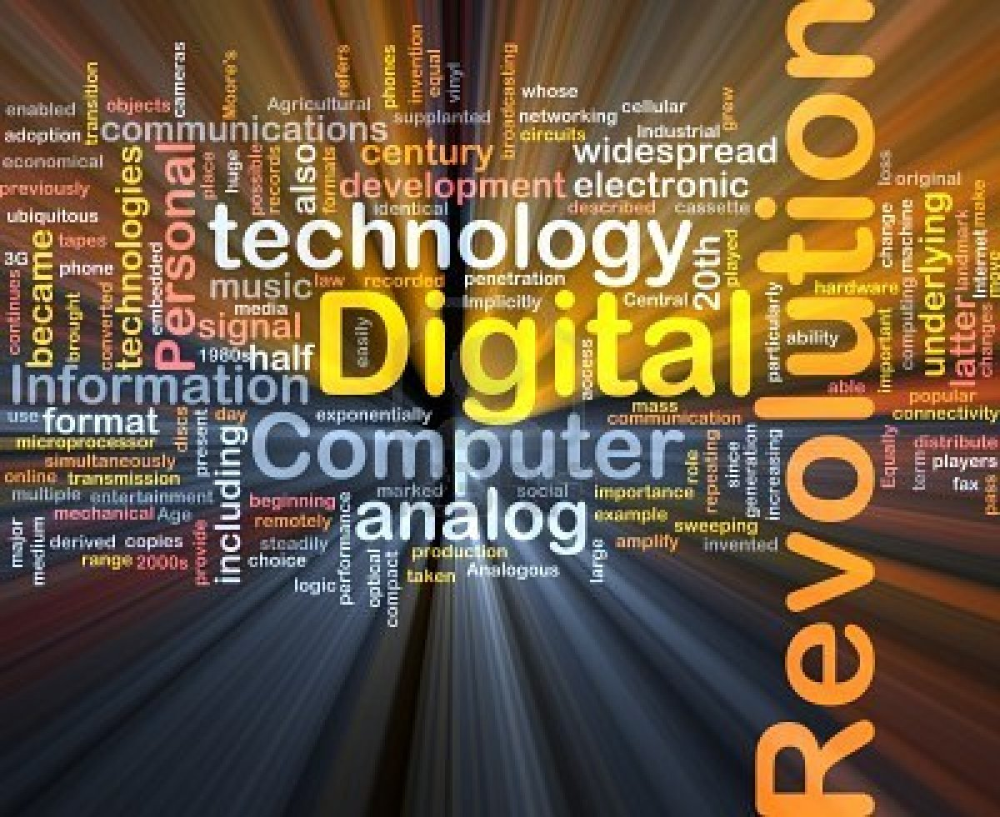 enabled
transition
objects
cameras
Moore's
Agricultural
refers
phones
invention
equal
vinyl
supplanted
broadcasting
whose
networking
cellular
circuits
Industrial
grew
adoption
communications
century
widespread
economical
technologies
Personal
place
huge
possible
records
also
formats
development
electronic
loss
original
previously
identical
described
cassette
ubiquitous
technology
tapes
3G
became
phone
embedded
music
law
recorded
penetration
20th
played
change
machine
underlying
landmark
Internet
make
continues
brought
converted
media
implicitly
Central
hardware
signal
Digital
easily
particularly
ability
important
computing
latter
changes
1980s
half
access
Information
able
popular
use
format
discs
present
day
exponentially
mass
communication
connectivity
microprocessor
including
Computer
simultaneously
role
repeating
since
generation
increasing
Equally
distribute
term
players
online
transmission
fax
multiple
entertainment
marked
social
importance
mechanical
Age
beginning
performance
analog
example
major
medium
remotely
sweeping
derived
copies
provide
steadily
production
large
amplify
invented
range
2000s
choice
taken
Analogous
logic
optical
compact
Revolution